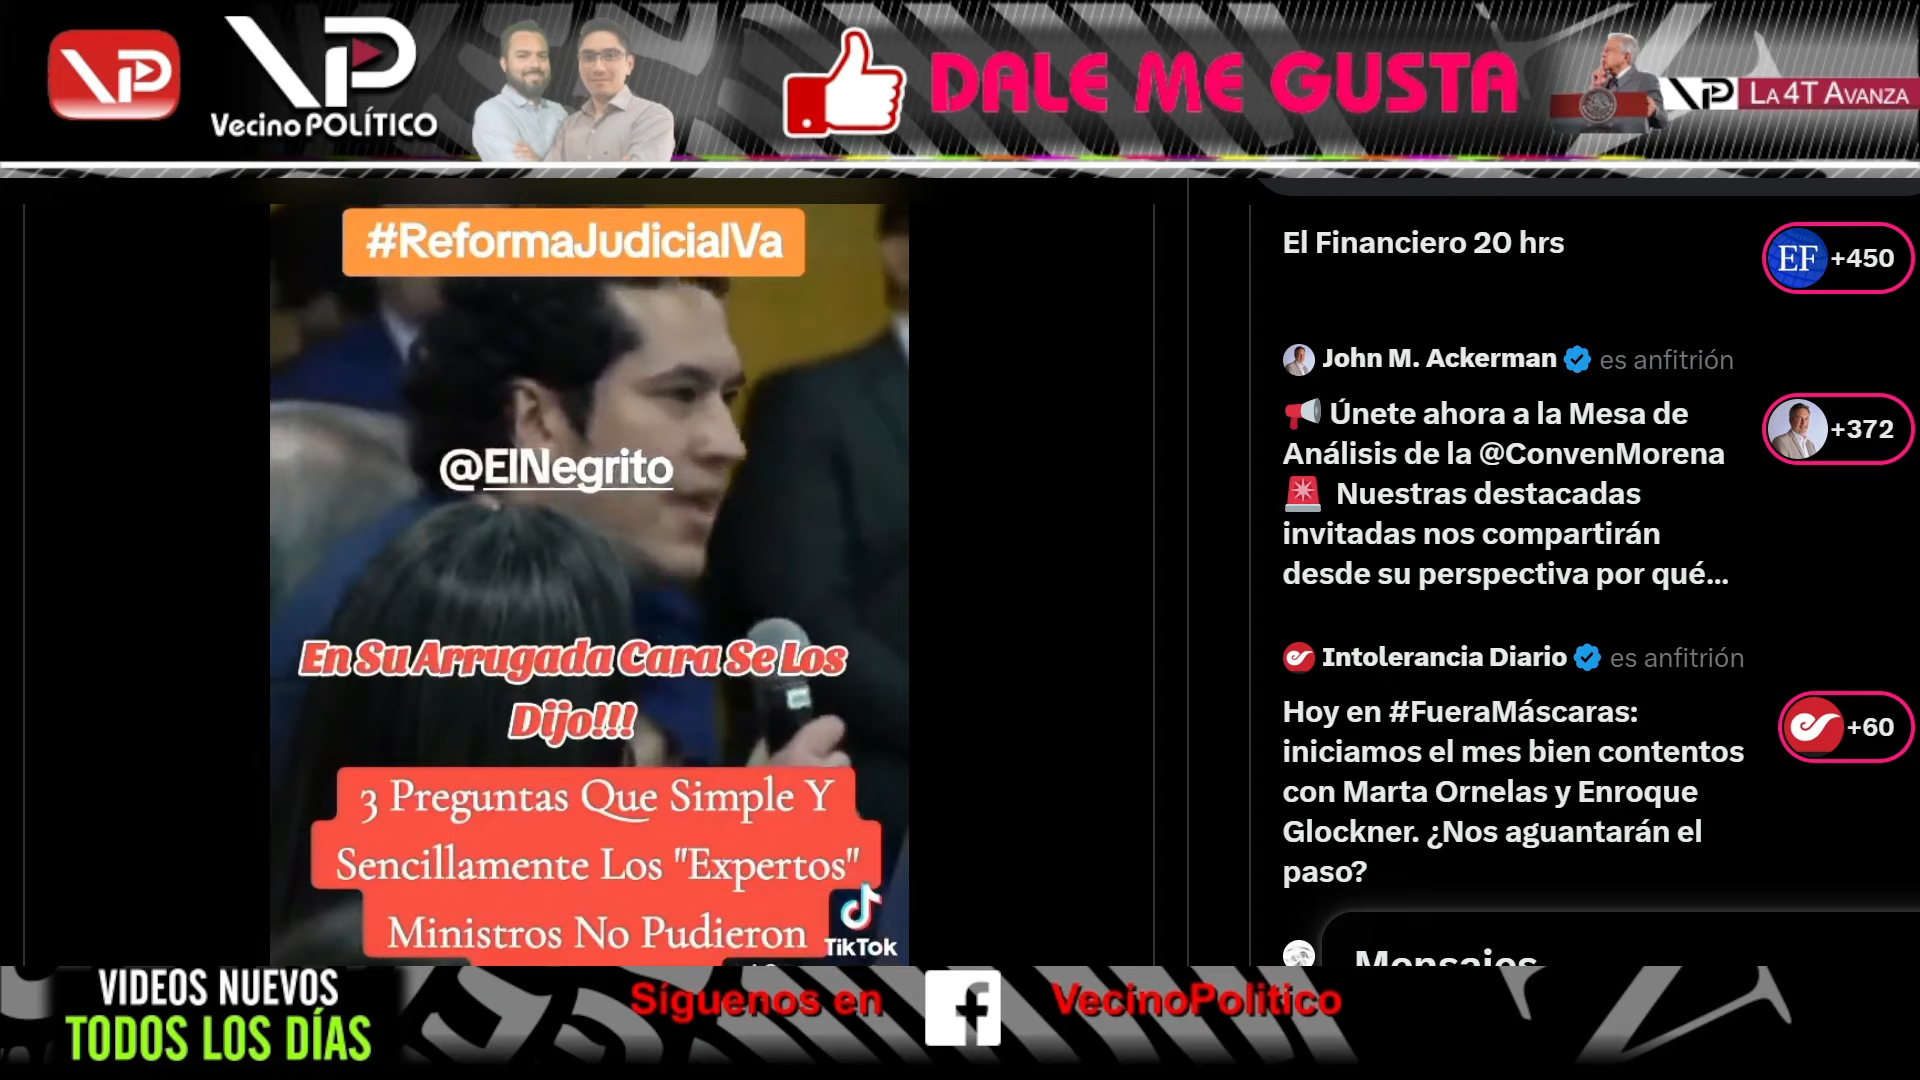 VP
VP
Vecino POLÍTICO
DALE ME GUSTA
VP LA 4T AVANZA
#ReformaJudicialVa
@ElNegrito
En Su Arrugada Cara Se Los
Dijo!!!
3 Preguntas Que Simple Y
Sencillamente Los "Expertos"
Ministros No Pudieron
TikTok
El Financiero 20 hrs
EF +450
John M. Ackerman es anfitrión
Únete ahora a la Mesa de
Análisis de la @ConvenMorena
Nuestras destacadas
invitadas nos compartirán
desde su perspectiva por qué...
+372
Intolerancia Diario es anfitrión
Hoy en #FueraMáscaras:
iniciamos el mes bien contentos
con Marta Ornelas y Enroque
Glockner. ¿Nos aguantarán el
paso?
+60
Mensajes
VIDEOS NUEVOS
TODOS LOS DÍAS
Síguenos en
VecinoPolitico